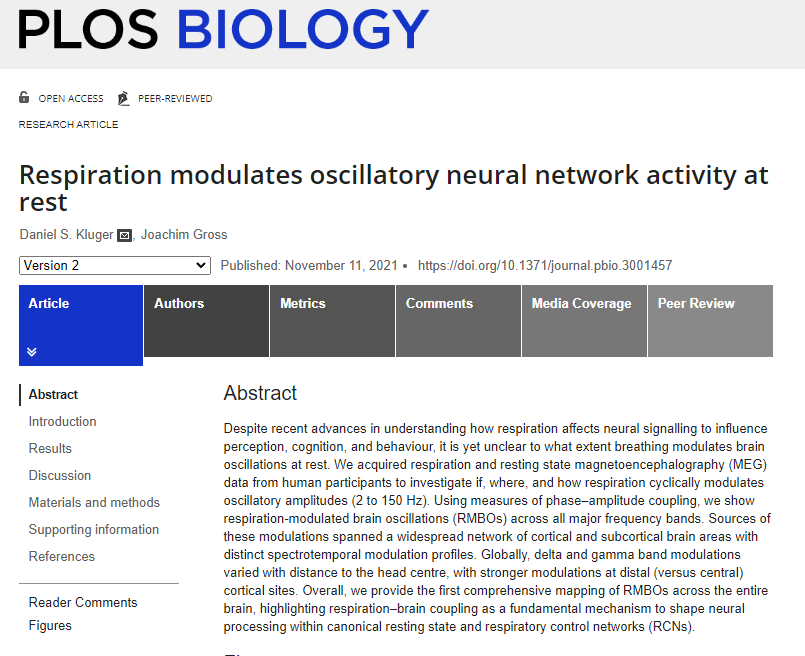 PLOS BIOLOGY
OPEN ACCESS PEER-REVIEWED
RESEARCH ARTICLE
Respiration modulates oscillatory neural network activity at
rest
Daniel S. Kluger , Joachim Gross
Version 2 Published: November 11, 2021 • https://doi.org/10.1371/journal.pbio.3001457
Article Authors Metrics Comments Media Coverage Peer Review
Abstract
Introduction
Results
Discussion
Materials and methods
Supporting information
References
Reader Comments
Figures
Abstract
Despite recent advances in understanding how respiration affects neural signalling to influence
perception, cognition, and behaviour, it is yet unclear to what extent breathing modulates brain
oscillations at rest. We acquired respiration and resting state magnetoencephalography (MEG)
data from human participants to investigate if, where, and how respiration cyclically modulates
oscillatory amplitudes (2 to 150 Hz). Using measures of phase–amplitude coupling, we show
respiration-modulated brain oscillations (RMBOs) across all major frequency bands. Sources of
these modulations spanned a widespread network of cortical and subcortical brain areas with
distinct spectrotemporal modulation profiles. Globally, delta and gamma band modulations
varied with distance to the head centre, with stronger modulations at distal (versus central)
cortical sites. Overall, we provide the first comprehensive mapping of RMBOs across the entire
brain, highlighting respiration–brain coupling as a fundamental mechanism to shape neural
processing within canonical resting state and respiratory control networks (RCNs).